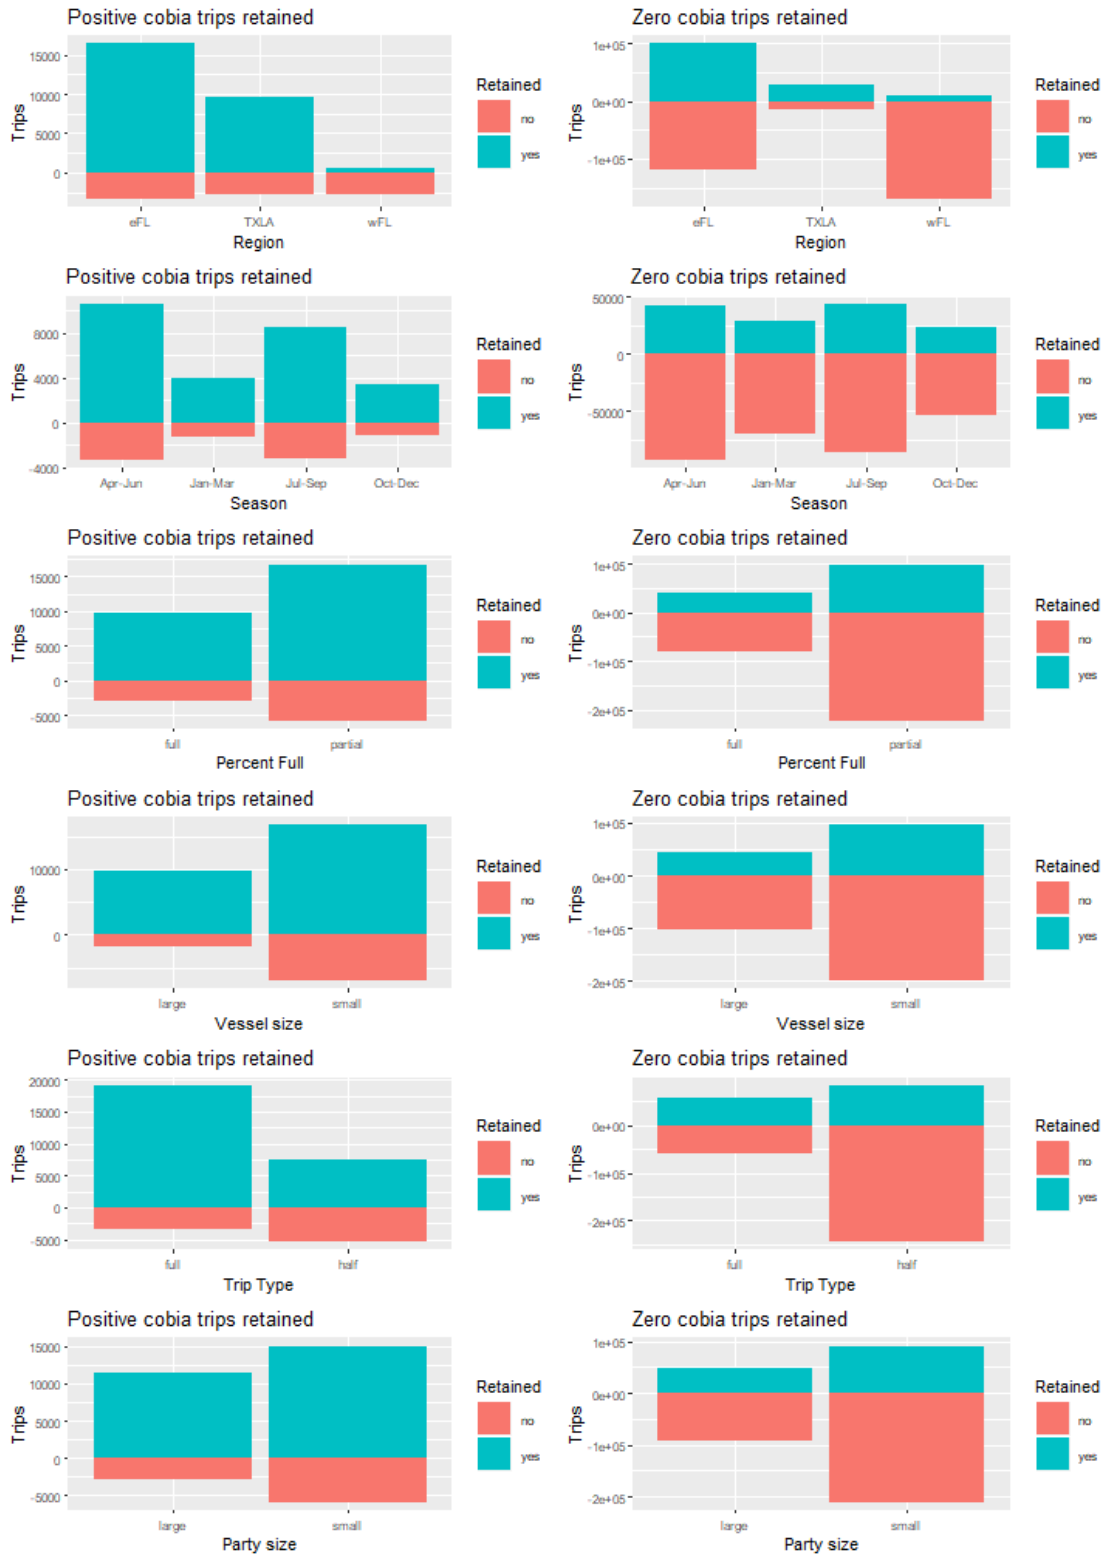 Positive cobia trips retained
15000
10000
5000
0
Trips
eFL TXLA wFL
Region
Retained
no
yes
Zero cobia trips retained
1e+05
0e+00
-1e+05
Trips
eFL TXLA wFL
Region
Retained
no
yes
Positive cobia trips retained
8000
4000
0
-4000
Trips
Apr-Jun Jan-Mar Jul-Sep Oct-Dec
Season
Retained
no
yes
Zero cobia trips retained
50000
0
-50000
Trips
Apr-Jun Jan-Mar Jul-Sep Oct-Dec
Season
Retained
no
yes
Positive cobia trips retained
15000
10000
5000
0
-5000
Trips
full partial
Percent Full
Retained
no
yes
Zero cobia trips retained
1e+05
0e+00
-1e+05
-2e+05
Trips
full partial
Percent Full
Retained
no
yes
Positive cobia trips retained
10000
0
Trips
large small
Vessel size
Retained
no
yes
Zero cobia trips retained
1e+05
0e+00
-1e+05
-2e+05
Trips
large small
Vessel size
Retained
no
yes
Positive cobia trips retained
20000
15000
10000
5000
0
-5000
Trips
full half
Trip Type
Retained
no
yes
Zero cobia trips retained
0e+00
-1e+05
-2e+05
Trips
full half
Trip Type
Retained
no
yes
Positive cobia trips retained
15000
10000
5000
0
-5000
Trips
large small
Party size
Retained
no
yes
Zero cobia trips retained
1e+05
0e+00
-1e+05
-2e+05
Trips
large small
Party size
Retained
no
yes